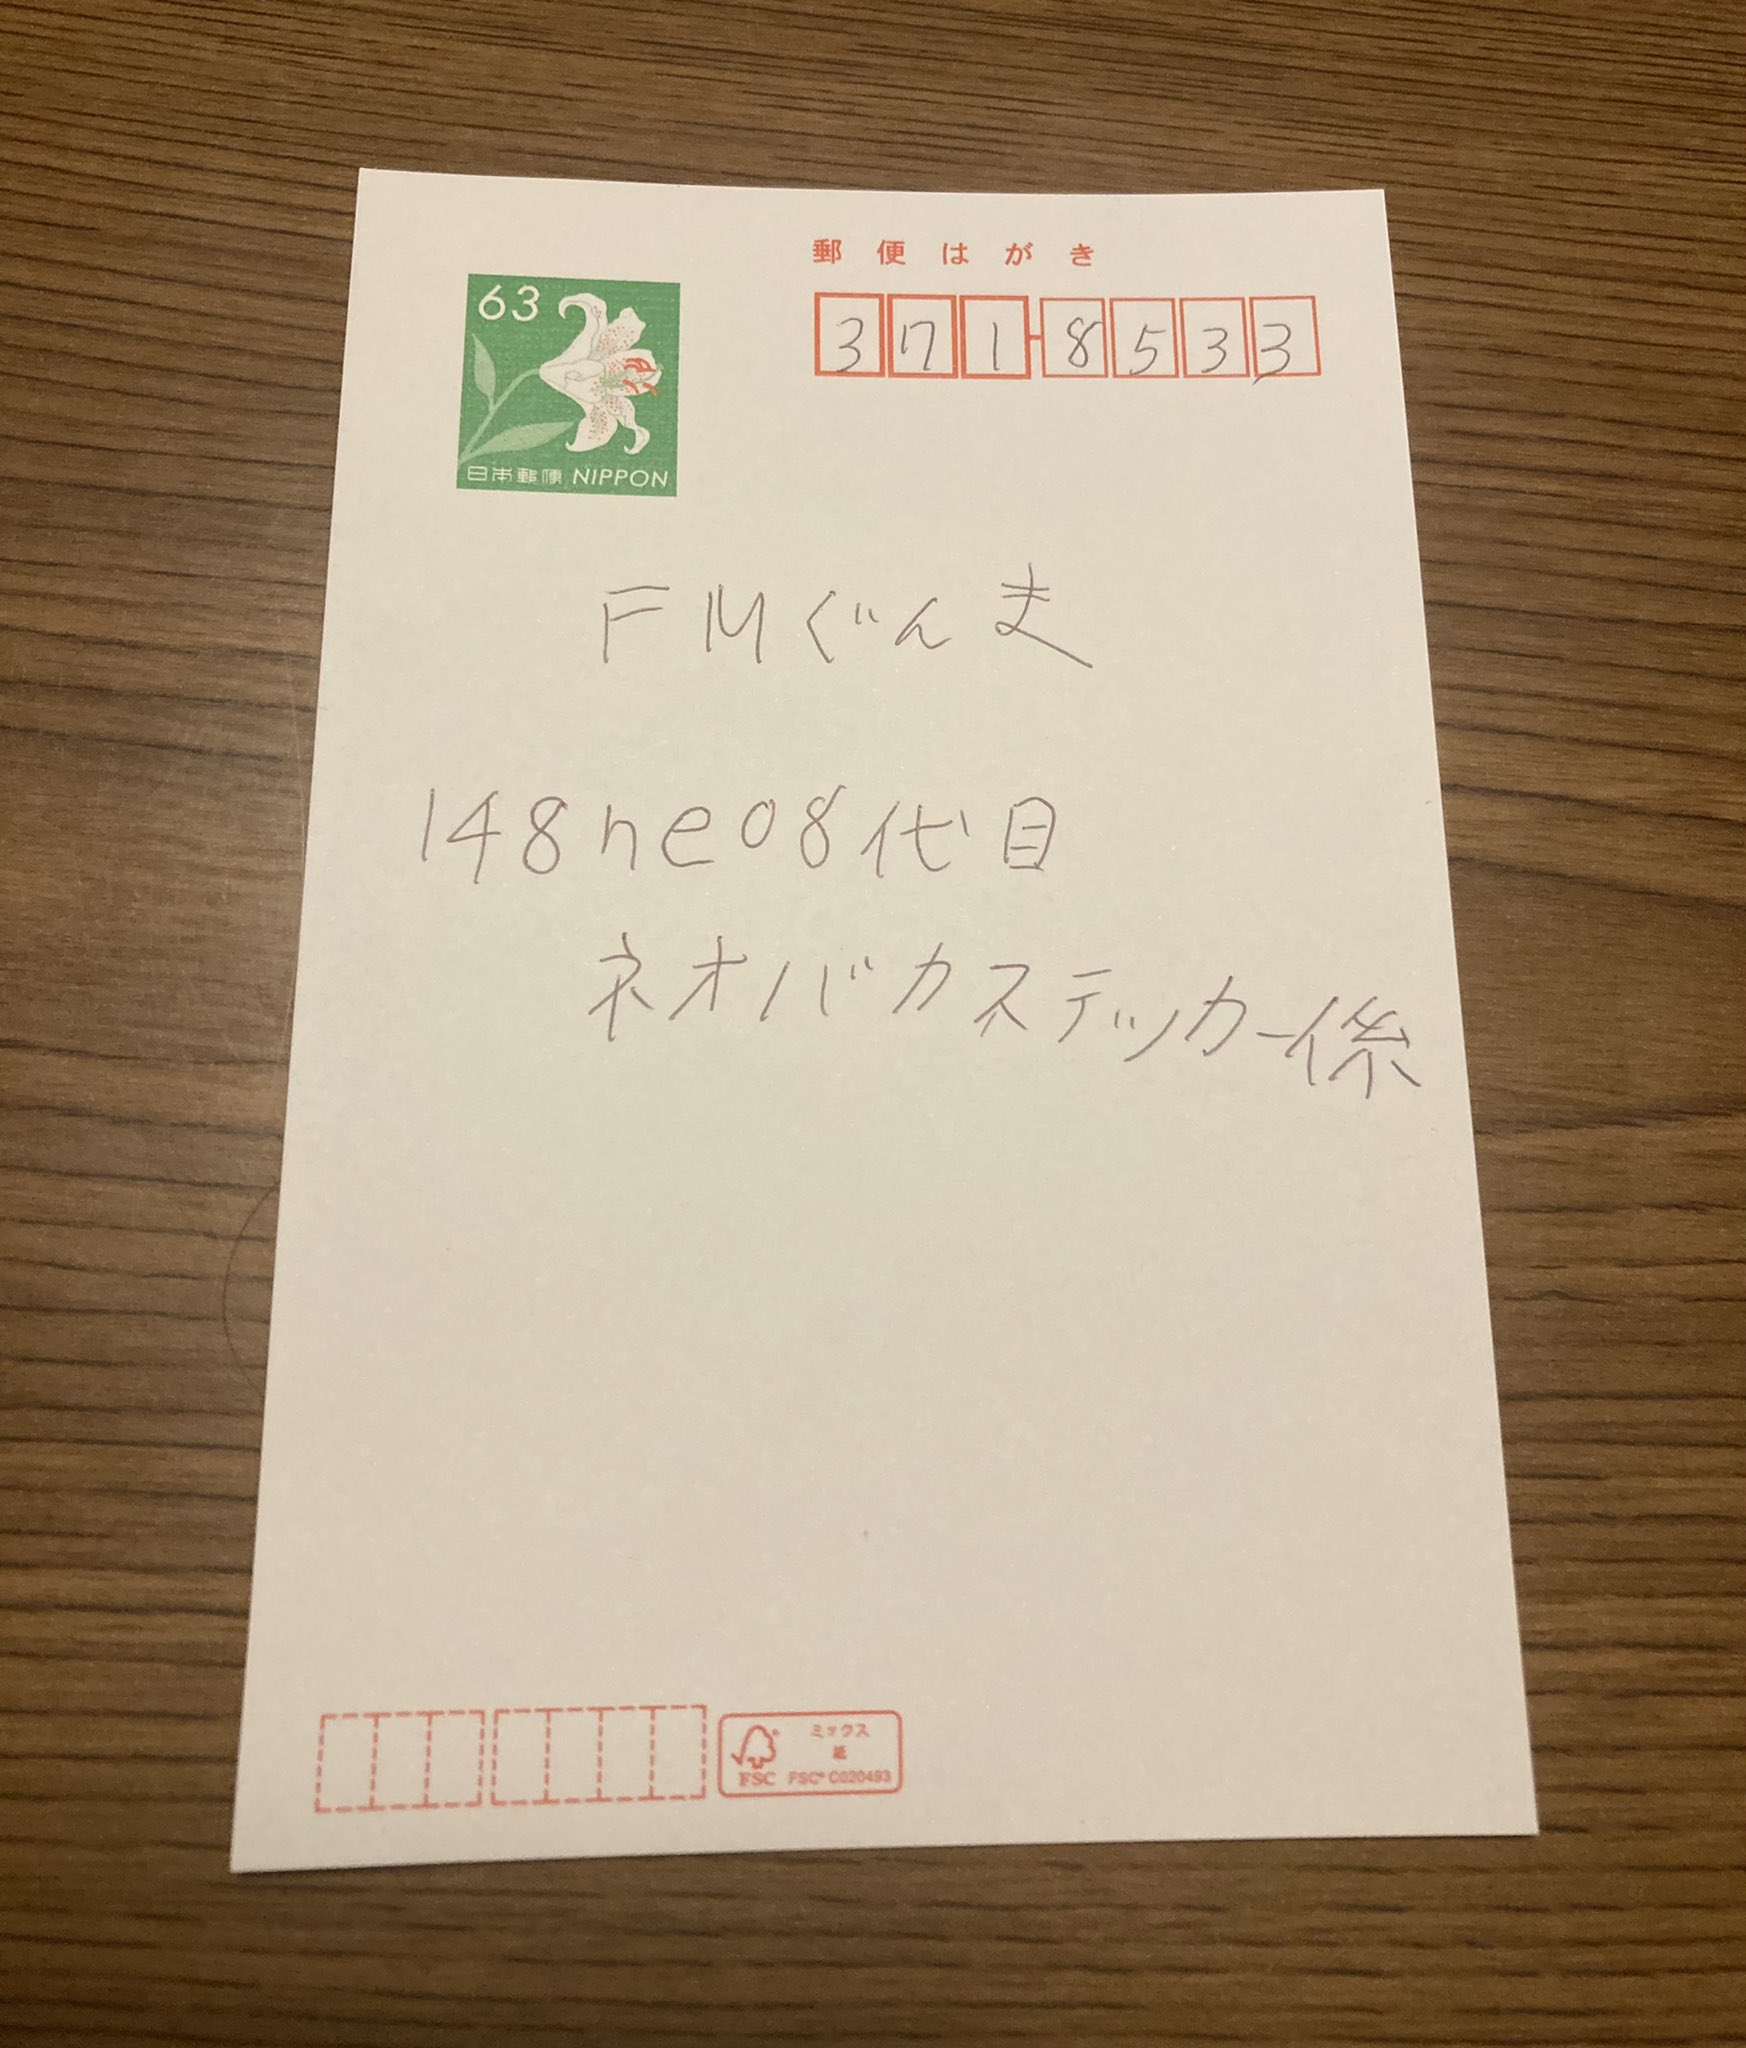 郵便はがき
63
日本郵便 NIPPON
371-8533
FMぐんま
148neo8代目
ネオバカステッカー係
ミックス
紙
FSC FSC® C020493